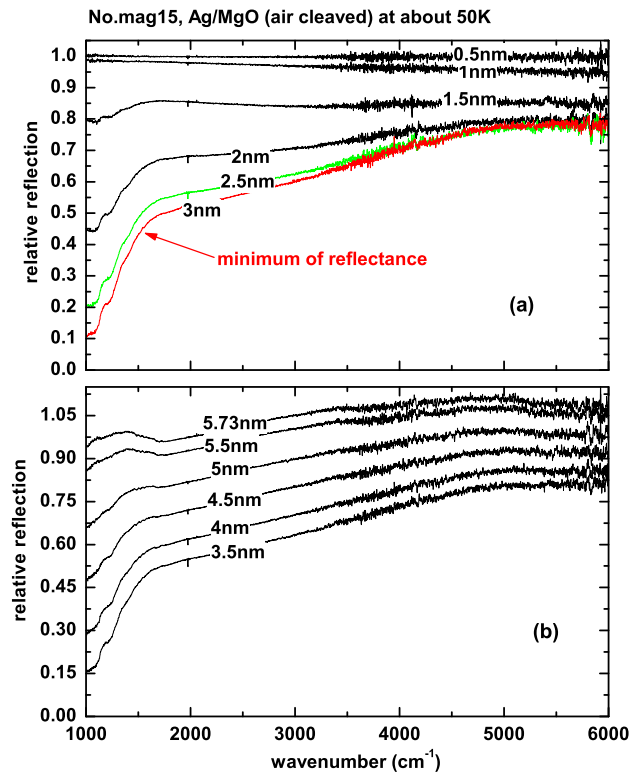 No.mag15, Ag/MgO (air cleaved) at about 50K
1.0
0.9
0.8
0.7
0.6
0.5
0.4
0.3
0.2
0.1
0.0
relative reflection
0.5nm
1nm
1.5nm
2nm
2.5nm
3nm
minimum of reflectance
(a)
1.05
0.90
0.75
0.60
0.45
0.30
0.15
0.00
relative reflection
5.73nm
5.5nm
5nm
4.5nm
4nm
3.5nm
(b)
1000 2000 3000 4000 5000 6000
wavenumber (cm⁻¹)